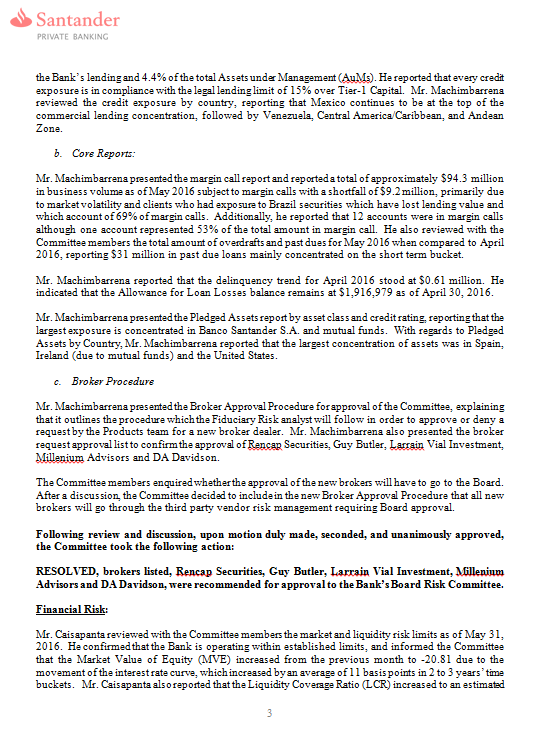 Santander
PRIVATE BANKING
the Bank's lending and 4.4% of the total Assets under Management (AuMs). He reported that every credit
exposure is in compliance with the legal lending limit of 15% over Tier-1 Capital. Mr. Machimbarrena
reviewed the credit exposure by country, reporting that Mexico continues to be at the top of the
commercial lending concentration, followed by Venezuela, Central America/Caribbean, and Andean
Zone.
b. Core Reports:
Mr. Machimbarrena presented the margin call report and reported a total of approximately $94.3 million
in business volume as of May 2016 subject to margin calls with a shortfall of $9.2 million, primarily due
to market volatility and clients who had exposure to Brazil securities which have lost lending value and
which account of 69% of margin calls. Additionally, he reported that 12 accounts were in margin calls
although one account represented 53% of the total amount in margin call. He also reviewed with the
Committee members the total amount of overdrafts and past dues for May 2016 when compared to April
2016, reporting $31 million in past due loans mainly concentrated on the short term bucket.
Mr. Machimbarrena reported that the delinquency trend for April 2016 stood at $0.61 million. He
indicated that the Allowance for Loan Losses balance remains at $1,916,979 as of April 30, 2016.
Mr. Machimbarrena presented the Pledged Assets report by asset class and credit rating, reporting that the
largest exposure is concentrated in Banco Santander S.A. and mutual funds. With regards to Pledged
Assets by Country, Mr. Machimbarrena reported that the largest concentration of assets was in Spain,
Ireland (due to mutual funds) and the United States.
c. Broker Procedure
Mr. Machimbarrena presented the Broker Approval Procedure for approval of the Committee, explaining
that it outlines the procedure which the Fiduciary Risk analyst will follow in order to approve or deny a
request by the Products team for a new broker dealer. Mr. Machimbarrena also presented the broker
request approval list to confirm the approval of Rencap Securities, Guy Butler, Larrain Vial Investment,
Millenium Advisors and DA Davidson.
The Committee members enquired whether the approval of the new brokers will have to go to the Board.
After a discussion, the Committee decided to include in the new Broker Approval Procedure that all new
brokers will go through the third party vendor risk management requiring Board approval.
Following review and discussion, upon motion duly made, seconded, and unanimously approved,
the Committee took the following action:
RESOLVED, brokers listed, Rencap Securities, Guy Butler, Larrain Vial Investment, Millenium
Advisors and DA Davidson, were recommended for approval to the Bank's Board Risk Committee.
Financial Risk:
Mr. Caisapanta reviewed with the Committee members the market and liquidity risk limits as of May 31,
2016. He confirmed that the Bank is operating within established limits, and informed the Committee
that the Market Value of Equity (MVE) increased from the previous month to -20.81 due to the
movement of the interest rate curve, which increased by an average of 11 basis points in 2 to 3 years' time
buckets. Mr. Caisapanta also reported that the Liquidity Coverage Ratio (LCR) increased to an estimated
3